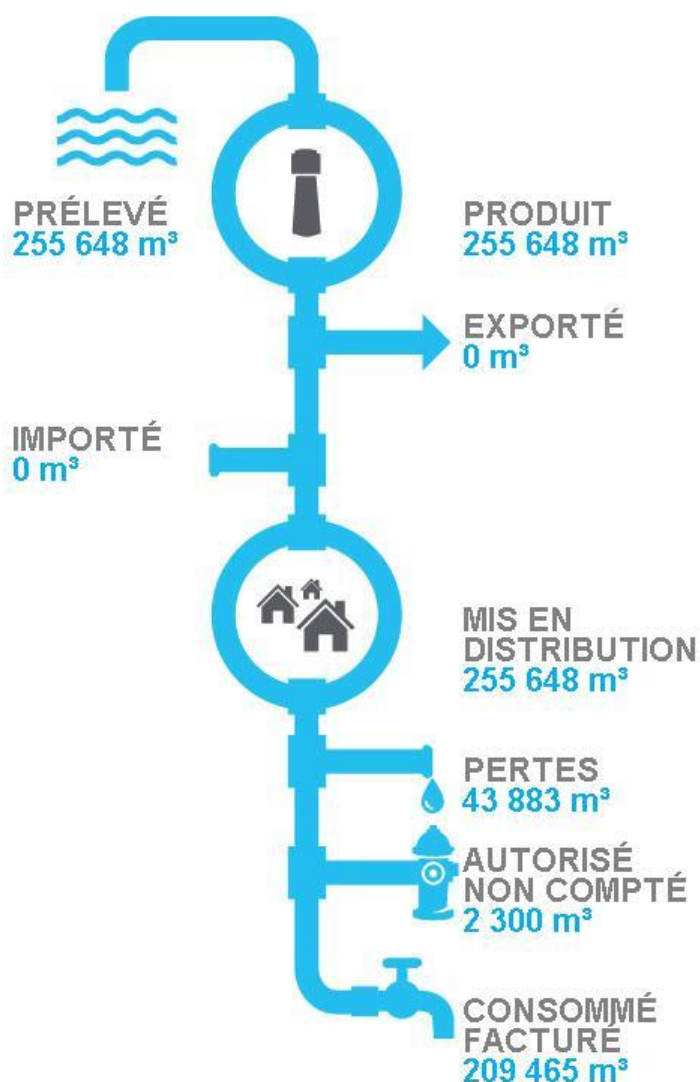 PRÉLEVÉ
255 648 m³
PRODUIT
255 648 m³
EXPORTÉ
0 m³
IMPORTÉ
0 m³
MIS EN
DISTRIBUTION
255 648 m³
PERTES
43 883 m³
AUTORISÉ
NON COMPTÉ
2 300 m³
CONSOMMÉ
FACTURÉ
209 465 m³